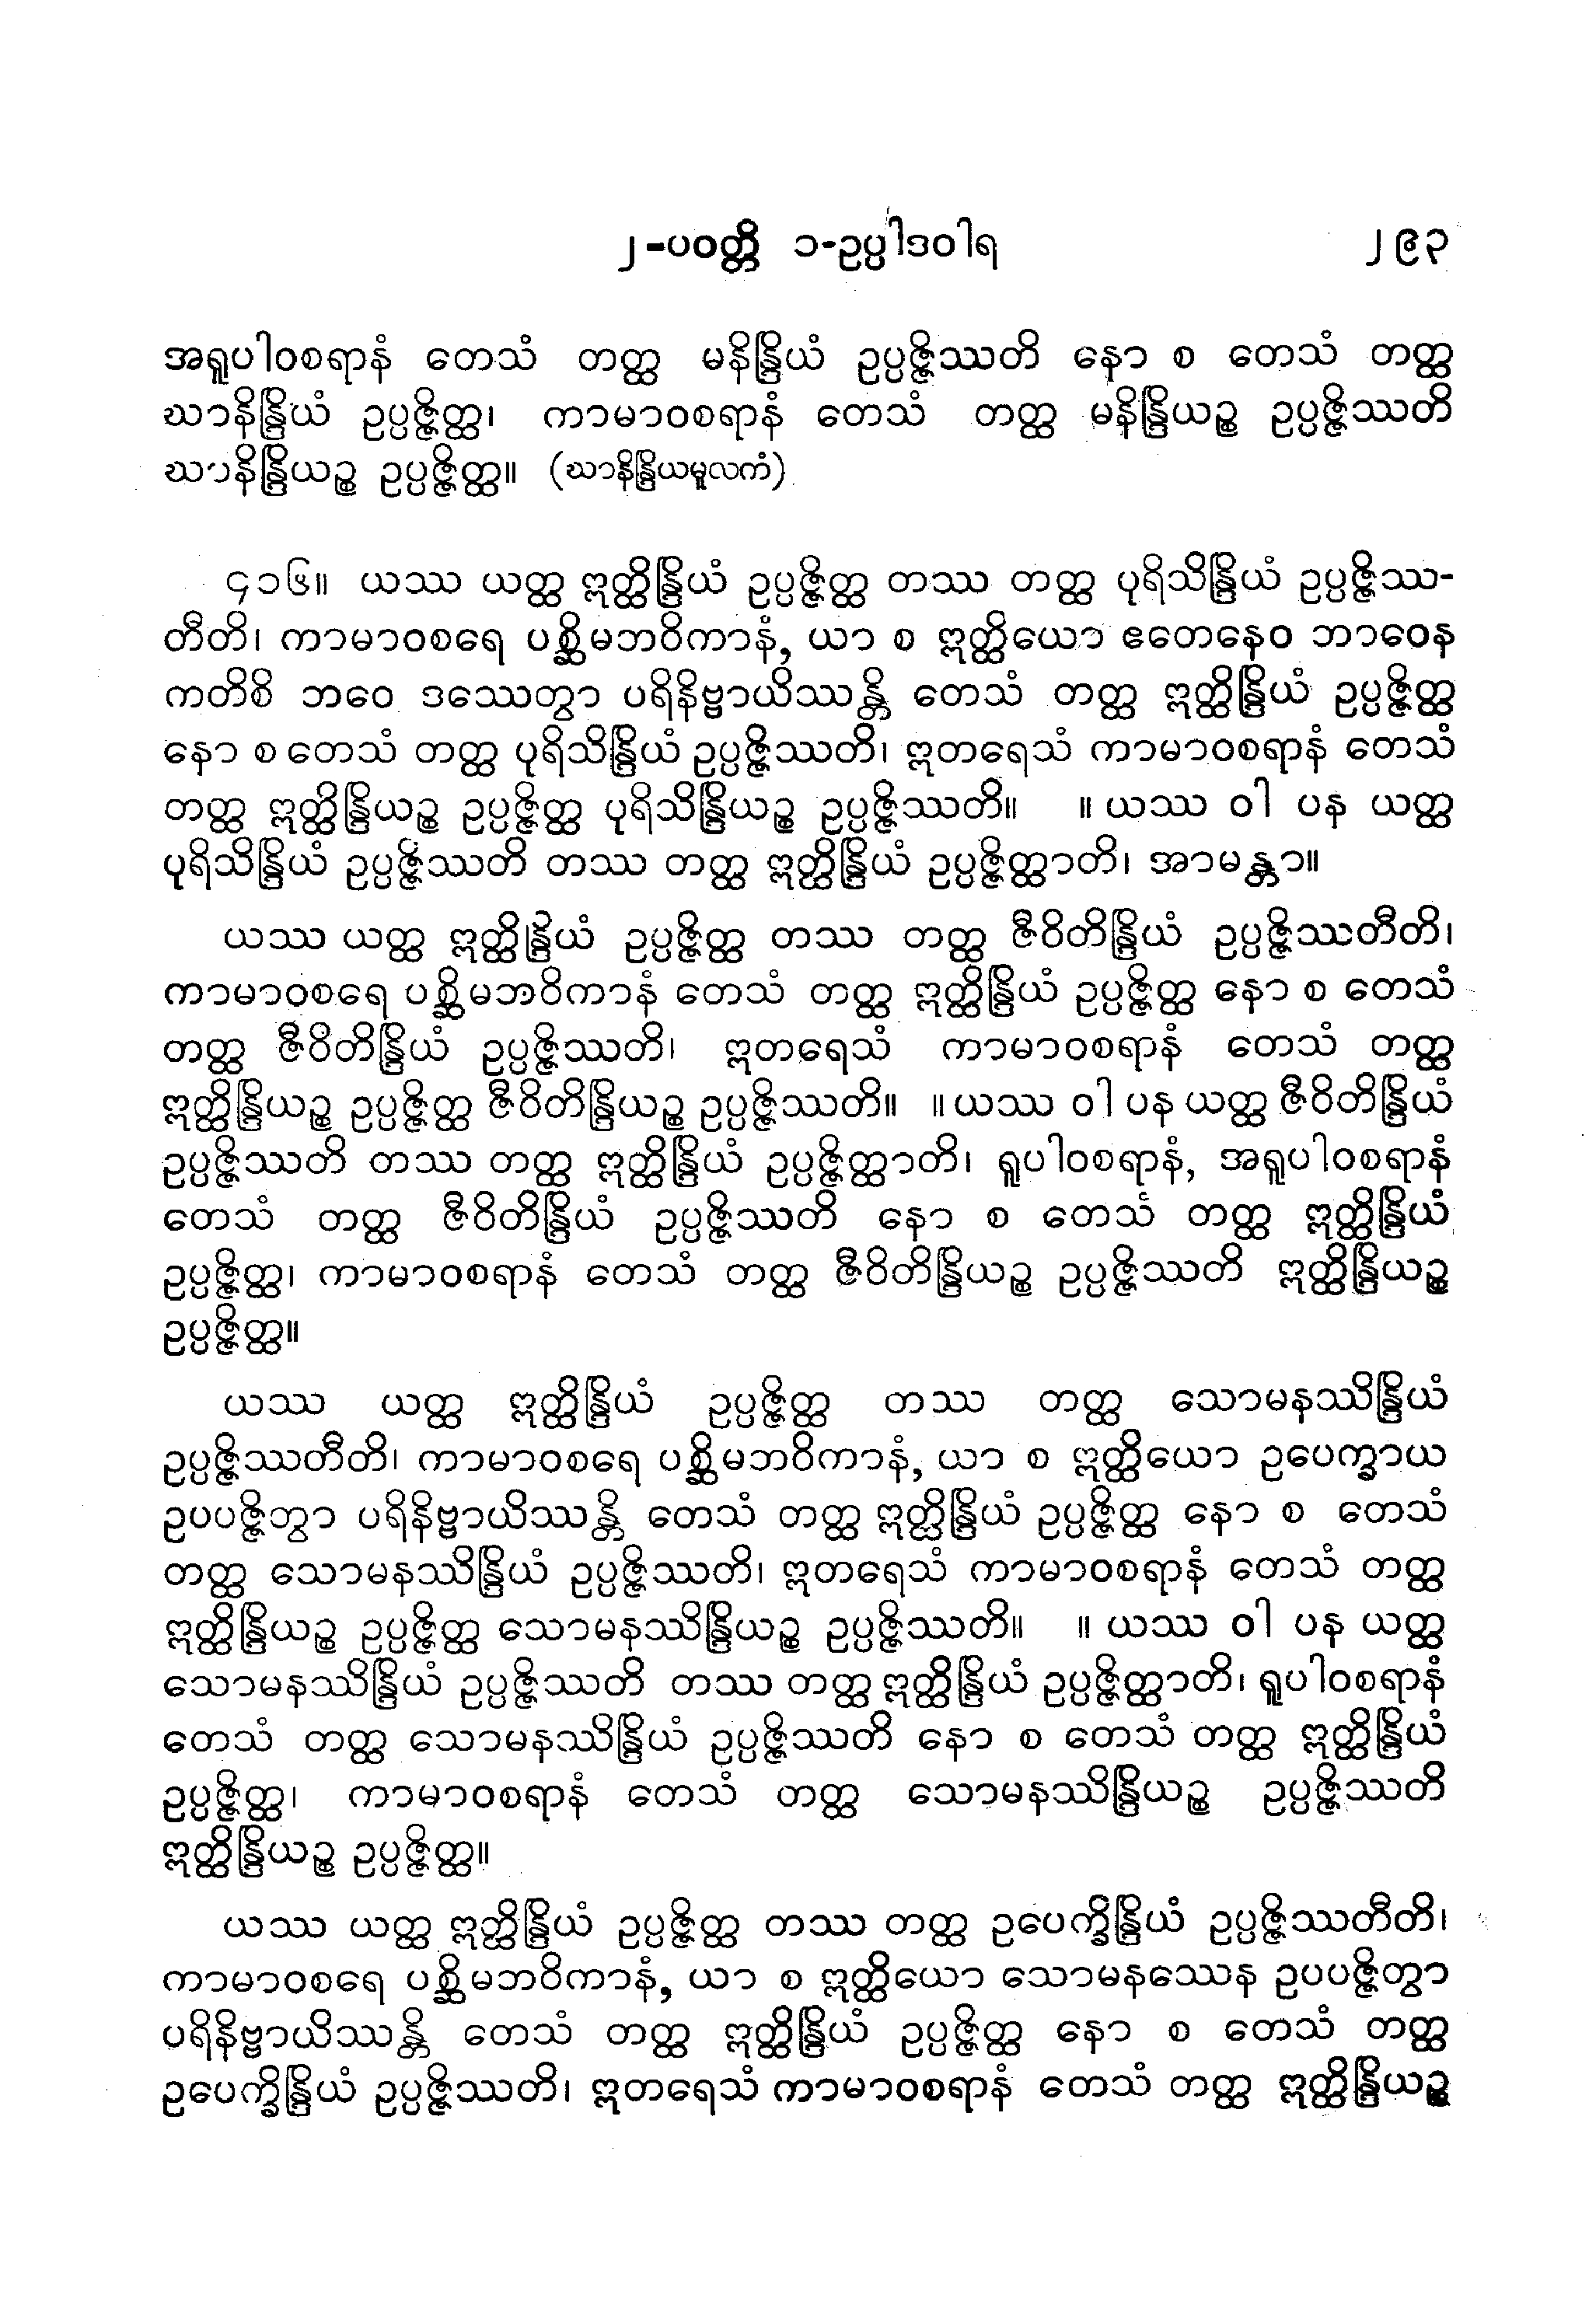 ၂-ပဝတ္တိ ၁-ဥပ္ပါဒဝါရ ၂၉၃
အရူပါဝစရာနံ တေသံ တတ္ထ မနိန္ဒြိယံ ဥပ္ပဇ္ဇိဿတိ နော စ တေသံ တတ္ထ
ဃာနိန္ဒြိယံ ဥပ္ပဇ္ဇိတ္ထ၊ ကာမာဝစရာနံ တေသံ တတ္ထ မနိန္ဒြိယဉ္စ ဥပ္ပဇ္ဇိဿတိ
ဃာနိန္ဒြိယဉ္စ ဥပ္ပဇ္ဇိတ္ထ။ (ဃာနိန္ဒြိယမူလကံ)
၄၁၆။ ယဿ ယတ္ထ ဣတ္ထိန္ဒြိယံ ဥပ္ပဇ္ဇိတ္ထ တဿ တတ္ထ ပုရိသိန္ဒြိယံ ဥပ္ပဇ္ဇိဿ-
တီတိ၊ ကာမာဝစရေ ပစ္ဆိမဘဝိကာနံ, ယာ စ ဣတ္ထိယော ဧတေနေဝ ဘာဝေန
ကတိစိ ဘဝေ ဒဿေတွာ ပရိနိဗ္ဗာယိဿန္တိ တေသံ တတ္ထ ဣတ္ထိန္ဒြိယံ ဥပ္ပဇ္ဇိတ္ထ
နော စ တေသံ တတ္ထ ပုရိသိန္ဒြိယံ ဥပ္ပဇ္ဇိဿတိ၊ ဣတရေသံ ကာမာဝစရာနံ တေသံ
တတ္ထ ဣတ္ထိန္ဒြိယဉ္စ ဥပ္ပဇ္ဇိတ္ထ ပုရိသိန္ဒြိယဉ္စ ဥပ္ပဇ္ဇိဿတိ။ ။ ယဿ ဝါ ပန ယတ္ထ
ပုရိသိန္ဒြိယံ ဥပ္ပဇ္ဇိဿတိ တဿ တတ္ထ ဣတ္ထိန္ဒြိယံ ဥပ္ပဇ္ဇိတ္ထာတိ၊ အာမန္တာ။
ယဿ ယတ္ထ ဣတ္ထိန္ဒြိယံ ဥပ္ပဇ္ဇိတ္ထ တဿ တတ္ထ ဇီဝိတိန္ဒြိယံ ဥပ္ပဇ္ဇိဿတီတိ၊
ကာမာဝစရေ ပစ္ဆိမဘဝိကာနံ တေသံ တတ္ထ ဣတ္ထိန္ဒြိယံ ဥပ္ပဇ္ဇိတ္ထ နော စ တေသံ
တတ္ထ ဇီဝိတိန္ဒြိယံ ဥပ္ပဇ္ဇိဿတိ၊ ဣတရေသံ ကာမာဝစရာနံ တေသံ တတ္ထ
ဣတ္ထိန္ဒြိယဉ္စ ဥပ္ပဇ္ဇိတ္ထ ဇီဝိတိန္ဒြိယဉ္စ ဥပ္ပဇ္ဇိဿတိ။ ။ ယဿ ဝါ ပန ယတ္ထ ဇီဝိတိန္ဒြိယံ
ဥပ္ပဇ္ဇိဿတိ တဿ တတ္ထ ဣတ္ထိန္ဒြိယံ ဥပ္ပဇ္ဇိတ္ထာတိ၊ ရူပါဝစရာနံ, အရူပါဝစရာနံ
တေသံ တတ္ထ ဇီဝိတိန္ဒြိယံ ဥပ္ပဇ္ဇိဿတိ နော စ တေသံ တတ္ထ ဣတ္ထိန္ဒြိယံ
ဥပ္ပဇ္ဇိတ္ထ၊ ကာမာဝစရာနံ တေသံ တတ္ထ ဇီဝိတိန္ဒြိယဉ္စ ဥပ္ပဇ္ဇိဿတိ ဣတ္ထိန္ဒြိယဉ္စ
ဥပ္ပဇ္ဇိတ္ထ။
ယဿ ယတ္ထ ဣတ္ထိန္ဒြိယံ ဥပ္ပဇ္ဇိတ္ထ တဿ တတ္ထ သောမနဿိန္ဒြိယံ
ဥပ္ပဇ္ဇိဿတီတိ၊ ကာမာဝစရေ ပစ္ဆိမဘဝိကာနံ, ယာ စ ဣတ္ထိယော ဥပေက္ခာယ
ဥပပဇ္ဇိတွာ ပရိနိဗ္ဗာယိဿန္တိ တေသံ တတ္ထ ဣတ္ထိန္ဒြိယံ ဥပ္ပဇ္ဇိတ္ထ နော စ တေသံ
တတ္ထ သောမနဿိန္ဒြိယံ ဥပ္ပဇ္ဇိဿတိ၊ ဣတရေသံ ကာမာဝစရာနံ တေသံ တတ္ထ
ဣတ္ထိန္ဒြိယဉ္စ ဥပ္ပဇ္ဇိတ္ထ သောမနဿိန္ဒြိယဉ္စ ဥပ္ပဇ္ဇိဿတိ။ ။ ယဿ ဝါ ပန ယတ္ထ
သောမနဿိန္ဒြိယံ ဥပ္ပဇ္ဇိဿတိ တဿ တတ္ထ ဣတ္ထိန္ဒြိယံ ဥပ္ပဇ္ဇိတ္ထာတိ၊ ရူပါဝစရာနံ
တေသံ တတ္ထ သောမနဿိန္ဒြိယံ ဥပ္ပဇ္ဇိဿတိ နော စ တေသံ တတ္ထ ဣတ္ထိန္ဒြိယံ
ဥပ္ပဇ္ဇိတ္ထ၊ ကာမာဝစရာနံ တေသံ တတ္ထ သောမနဿိန္ဒြိယဉ္စ ဥပ္ပဇ္ဇိဿတိ
ဣတ္ထိန္ဒြိယဉ္စ ဥပ္ပဇ္ဇိတ္ထ။
ယဿ ယတ္ထ ဣတ္ထိန္ဒြိယံ ဥပ္ပဇ္ဇိတ္ထ တဿ တတ္ထ ဥပေက္ခိန္ဒြိယံ ဥပ္ပဇ္ဇိဿတီတိ၊
ကာမာဝစရေ ပစ္ဆိမဘဝိကာနံ, ယာ စ ဣတ္ထိယော သောမနဿေန ဥပပဇ္ဇိတွာ
ပရိနိဗ္ဗာယိဿန္တိ တေသံ တတ္ထ ဣတ္ထိန္ဒြိယံ ဥပ္ပဇ္ဇိတ္ထ နော စ တေသံ တတ္ထ
ဥပေက္ခိန္ဒြိယံ ဥပ္ပဇ္ဇိဿတိ၊ ဣတရေသံ ကာမာဝစရာနံ တေသံ တတ္ထ ဣတ္ထိန္ဒြိယဉ္စ